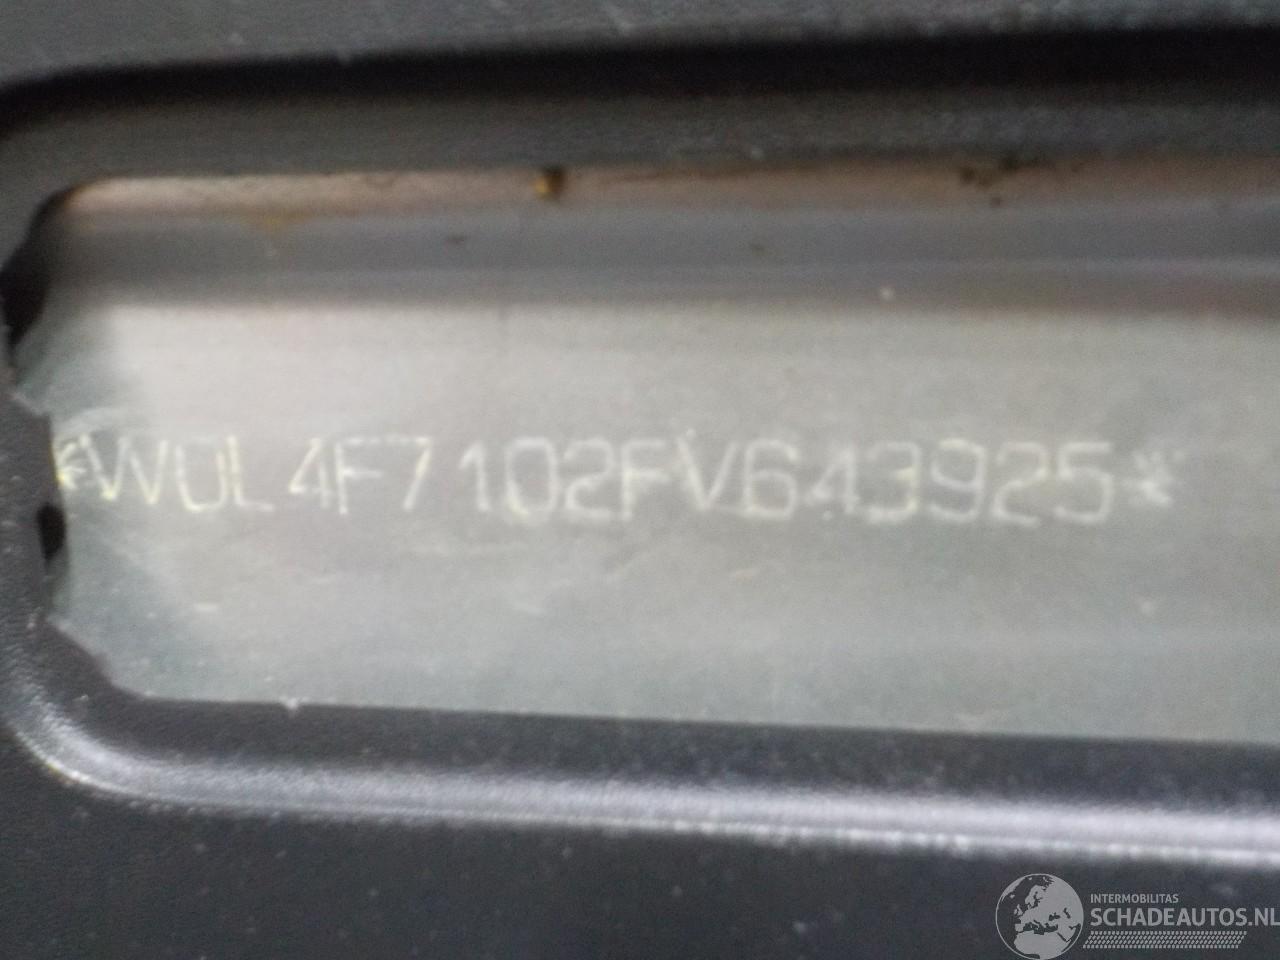 *W0L4F7102FV643925*
INTERMOBILITAS
SCHADEAUTOS.NL